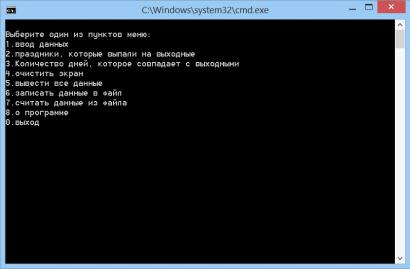 C:\Windows\system32\cmd.exe
Выберите один из пунктов меню:
1.ввод данных
2.праздники, которые выпали на выходные
3.Количество дней, которое совпадает с выходными
4.очистить экран
5.вывести все данные
6.записать данные в файл
7.считать данные из файла
8.о программе
0.выход